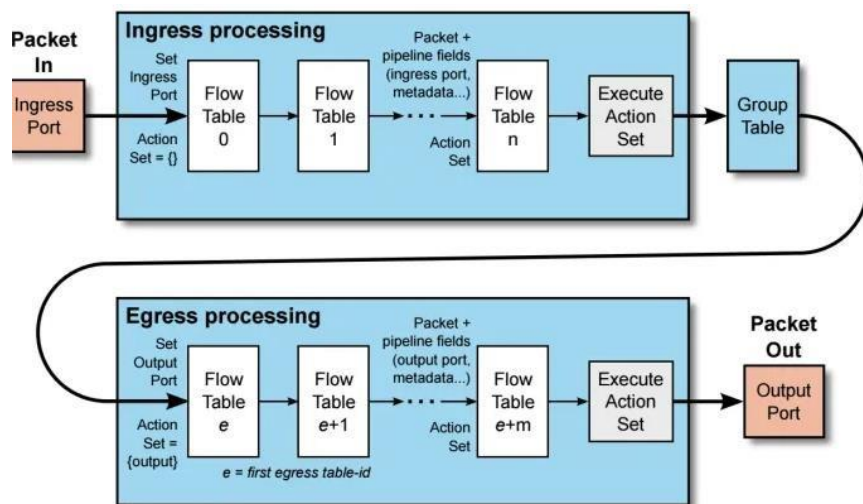 Packet
In
Ingress
Port
Ingress processing
Set
Ingress
Port
Action
Set = {}
Flow
Table
0
Flow
Table
1
Packet +
pipeline fields
(ingress port,
metadata...)
Action
Set
Flow
Table
n
Execute
Action
Set
Group
Table
Egress processing
Set
Output
Port
Action
Set =
{output}
Flow
Table
e
Flow
Table
e+1
e = first egress table-id
Packet +
pipeline fields
(output port,
metadata...)
Action
Set
Flow
Table
e+m
Execute
Action
Set
Packet
Out
Output
Port